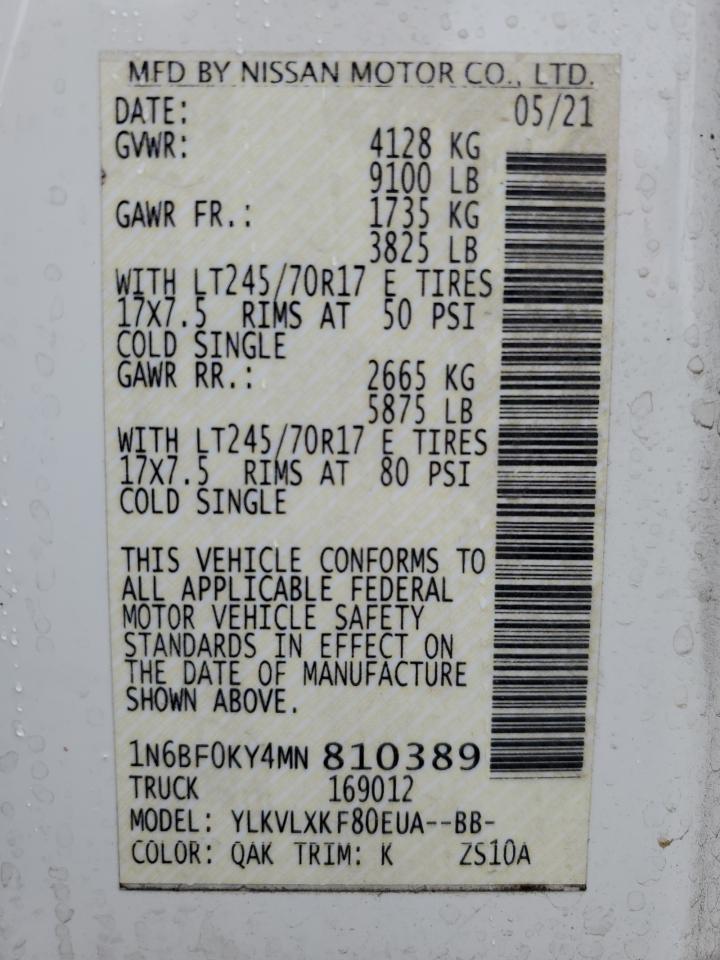 MFD BY NISSAN MOTOR CO., LTD.
DATE: 05/21
GVWR: 4128 KG
9100 LB
GAWR FR.: 1735 KG
3825 LB
WITH LT245/70R17 E TIRES
17X7.5 RIMS AT 50 PSI
COLD SINGLE
GAWR RR.: 2665 KG
5875 LB
WITH LT245/70R17 E TIRES
17X7.5 RIMS AT 80 PSI
COLD SINGLE
THIS VEHICLE CONFORMS TO
ALL APPLICABLE FEDERAL
MOTOR VEHICLE SAFETY
STANDARDS IN EFFECT ON
THE DATE OF MANUFACTURE
SHOWN ABOVE.
1N6BF0KY4MN 810389
TRUCK 169012
MODEL: YLKVLXKF80EUA--BB-
COLOR: QAK TRIM: K ZS10A